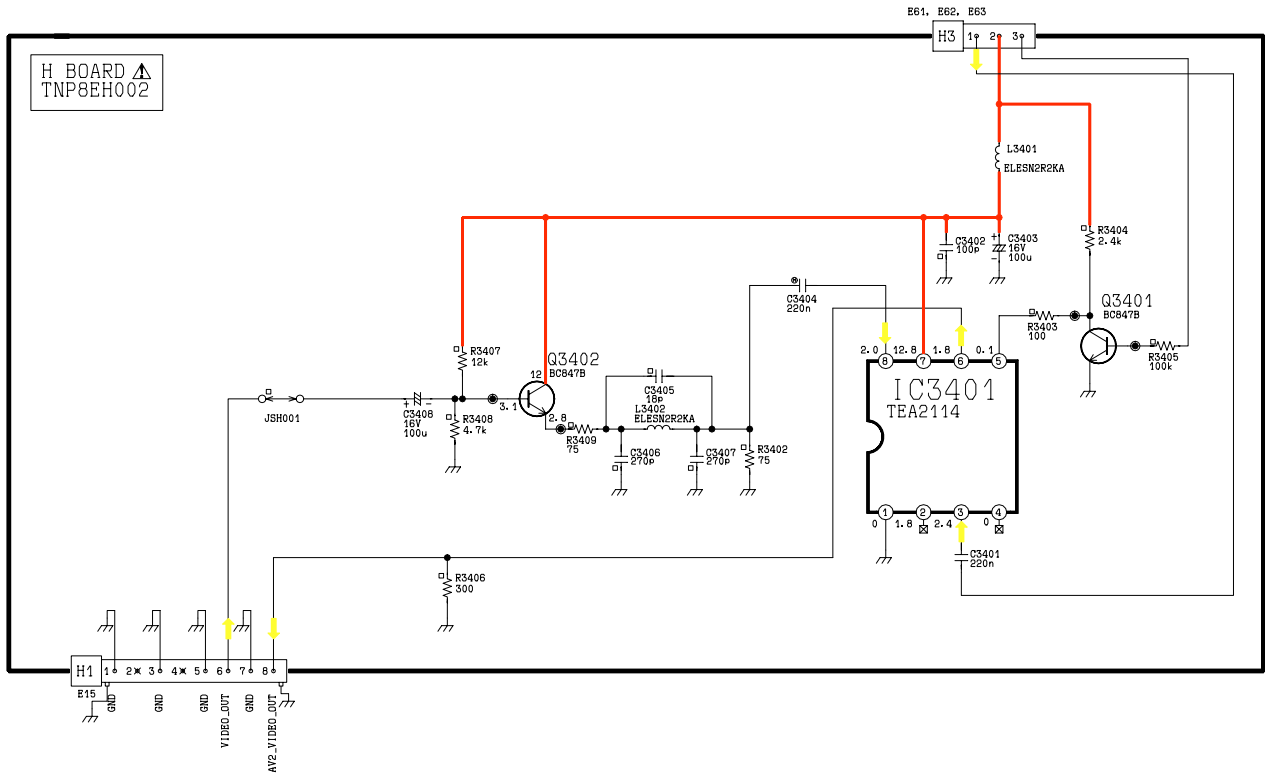 E61, E62, E63
H3 1 2 3
H BOARD ⚠
TNP8EH002
L3401
ELESN2R2KA
C3402
100p
+ C3403
16V
- 100u
R3404
2.4k
C3404
220n
Q3401
BC847B
R3403
100
R3405
100k
2.0 12.8 1.8 0.1
8 7 6 5
IC3401
TEA2114
R3407
12k
Q3402
BC847B
12
3.1
2.8
JSH001
+ -
C3408
16V
100u
R3408
4.7k
R3409
75
C3405
18p
L3402
ELESN2R2KA
C3406
270p
C3407
270p
R3402
75
1 2 3 4
0 1.8 2.4 0
C3401
220n
R3406
300
H1 1 2 3 4 5 6 7 8
E15
GND
GND
GND
VIDEO_OUT
GND
AV2_VIDEO_OUT